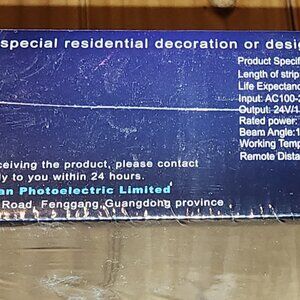 special residential decoration or desig
Product Specif
Length of strip
Life Expectanc
Input: AC100-2
Output: 24V/1
Rated power:
Beam Angle:1
Working Temp
Remote Dista
ceiving the product, please contact
ly to you within 24 hours.
an Photoelectric Limited
Road, Fenggang,Guangdong province